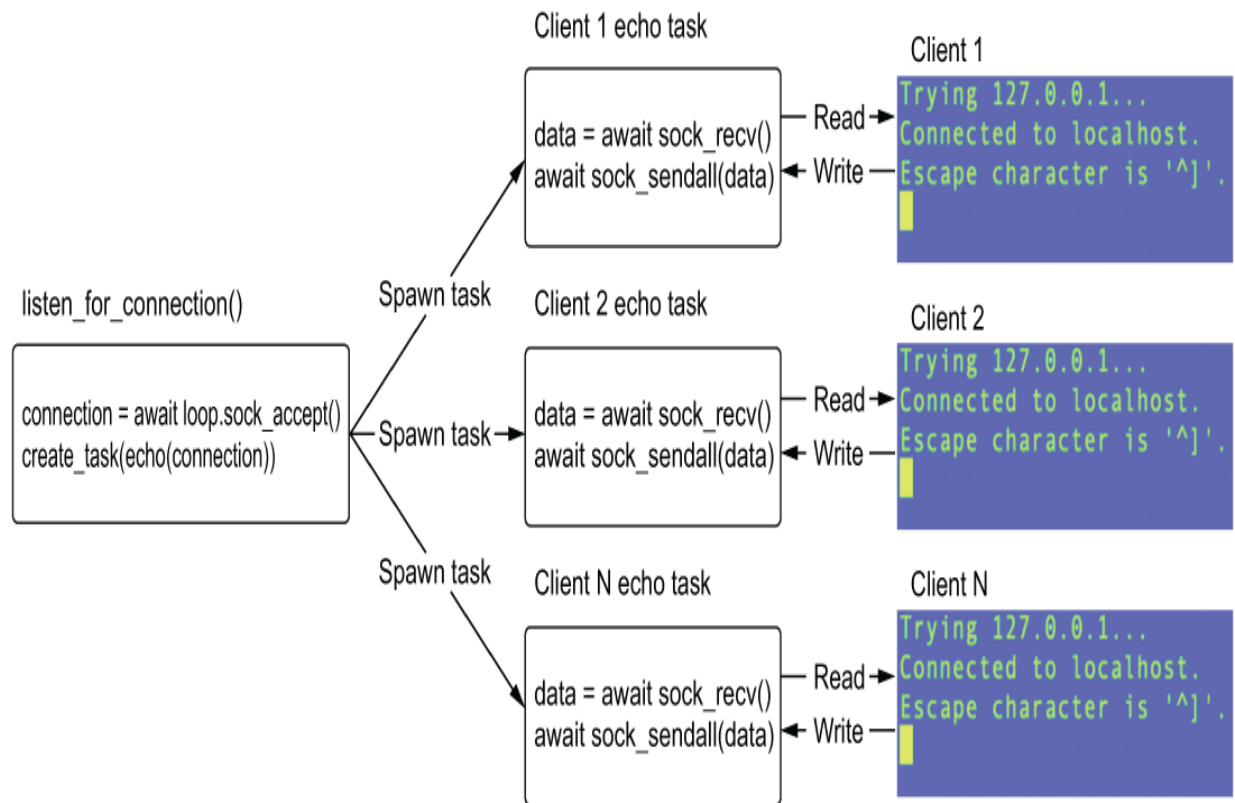 Client 1 echo task
data = await sock_recv()
await sock_sendall(data)
Read
Write
Client 1
Trying 127.0.0.1...
Connected to localhost.
Escape character is '^]'.
listen_for_connection()
connection = await loop.sock_accept()
create_task(echo(connection))
Spawn task
Spawn task
Spawn task
Client 2 echo task
data = await sock_recv()
await sock_sendall(data)
Read
Write
Client 2
Trying 127.0.0.1...
Connected to localhost.
Escape character is '^]'.
Client N echo task
data = await sock_recv()
await sock_sendall(data)
Read
Write
Client N
Trying 127.0.0.1...
Connected to localhost.
Escape character is '^]'.